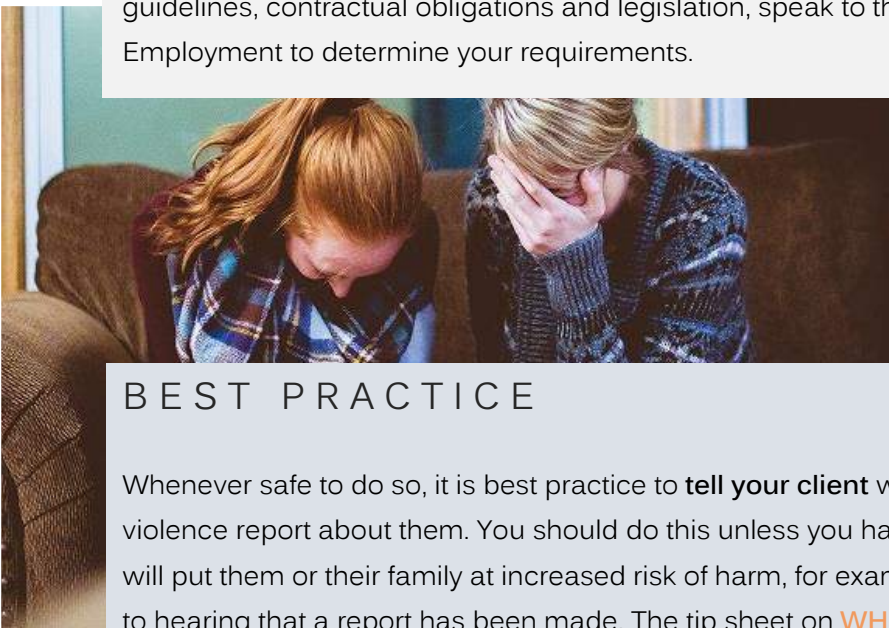 guidelines, contractual obligations and legislation, speak to
Employment to determine your requirements.
BEST PRACTICE
Whenever safe to do so, it is best practice to tell your client
violence report about them. You should do this unless you
will put them or their family at increased risk of harm, for
to hearing that a report has been made. The tip sheet on